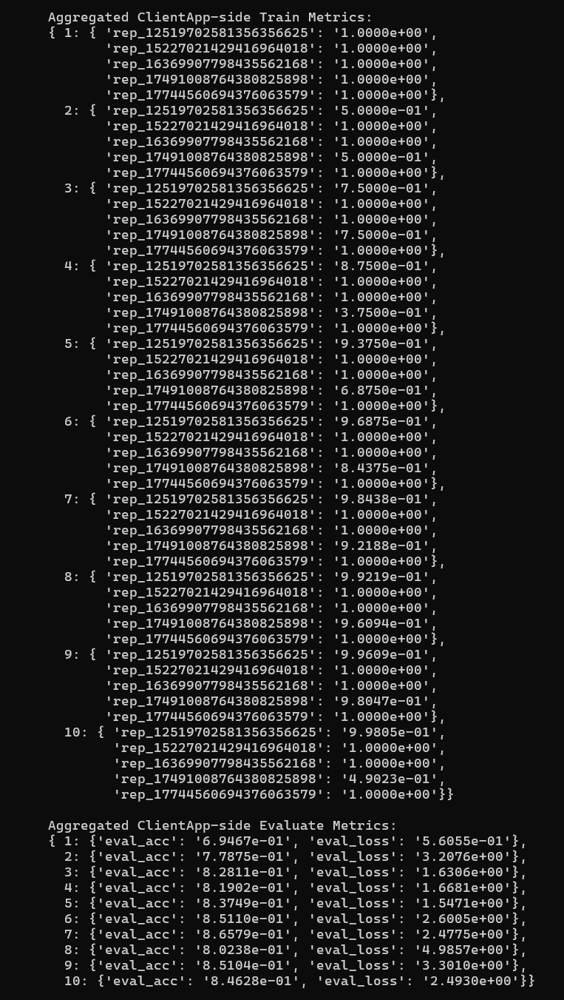 Aggregated ClientApp-side Train Metrics:
{ 1: { 'rep_12519702581356356625': '1.0000e+00',
'rep_15227021429416964018': '1.0000e+00',
'rep_16369907798435562168': '1.0000e+00',
'rep_17491008764380825898': '1.0000e+00',
'rep_17744560694376063579': '1.0000e+00'},
2: { 'rep_12519702581356356625': '5.0000e-01',
'rep_15227021429416964018': '1.0000e+00',
'rep_16369907798435562168': '1.0000e+00',
'rep_17491008764380825898': '5.0000e-01',
'rep_17744560694376063579': '1.0000e+00'},
3: { 'rep_12519702581356356625': '7.5000e-01',
'rep_15227021429416964018': '1.0000e+00',
'rep_16369907798435562168': '1.0000e+00',
'rep_17491008764380825898': '7.5000e-01',
'rep_17744560694376063579': '1.0000e+00'},
4: { 'rep_12519702581356356625': '8.7500e-01',
'rep_15227021429416964018': '1.0000e+00',
'rep_16369907798435562168': '1.0000e+00',
'rep_17491008764380825898': '3.7500e-01',
'rep_17744560694376063579': '1.0000e+00'},
5: { 'rep_12519702581356356625': '9.3750e-01',
'rep_15227021429416964018': '1.0000e+00',
'rep_16369907798435562168': '1.0000e+00',
'rep_17491008764380825898': '6.8750e-01',
'rep_17744560694376063579': '1.0000e+00'},
6: { 'rep_12519702581356356625': '9.6875e-01',
'rep_15227021429416964018': '1.0000e+00',
'rep_16369907798435562168': '1.0000e+00',
'rep_17491008764380825898': '8.4375e-01',
'rep_17744560694376063579': '1.0000e+00'},
7: { 'rep_12519702581356356625': '9.8438e-01',
'rep_15227021429416964018': '1.0000e+00',
'rep_16369907798435562168': '1.0000e+00',
'rep_17491008764380825898': '9.2188e-01',
'rep_17744560694376063579': '1.0000e+00'},
8: { 'rep_12519702581356356625': '9.9219e-01',
'rep_15227021429416964018': '1.0000e+00',
'rep_16369907798435562168': '1.0000e+00',
'rep_17491008764380825898': '9.6094e-01',
'rep_17744560694376063579': '1.0000e+00'},
9: { 'rep_12519702581356356625': '9.9609e-01',
'rep_15227021429416964018': '1.0000e+00',
'rep_16369907798435562168': '1.0000e+00',
'rep_17491008764380825898': '9.8047e-01',
'rep_17744560694376063579': '1.0000e+00'},
10: { 'rep_12519702581356356625': '9.9805e-01',
'rep_15227021429416964018': '1.0000e+00',
'rep_16369907798435562168': '1.0000e+00',
'rep_17491008764380825898': '4.9023e-01',
'rep_17744560694376063579': '1.0000e+00'}}
Aggregated ClientApp-side Evaluate Metrics:
{ 1: {'eval_acc': '6.9467e-01', 'eval_loss': '5.6055e-01'},
2: {'eval_acc': '7.7875e-01', 'eval_loss': '3.2076e+00'},
3: {'eval_acc': '8.2811e-01', 'eval_loss': '1.6306e+00'},
4: {'eval_acc': '8.1902e-01', 'eval_loss': '1.6681e+00'},
5: {'eval_acc': '8.3749e-01', 'eval_loss': '1.5471e+00'},
6: {'eval_acc': '8.5110e-01', 'eval_loss': '2.6005e+00'},
7: {'eval_acc': '8.6579e-01', 'eval_loss': '2.4775e+00'},
8: {'eval_acc': '8.0238e-01', 'eval_loss': '4.9857e+00'},
9: {'eval_acc': '8.5104e-01', 'eval_loss': '3.3010e+00'},
10: {'eval_acc': '8.4628e-01', 'eval_loss': '2.4930e+00'}}